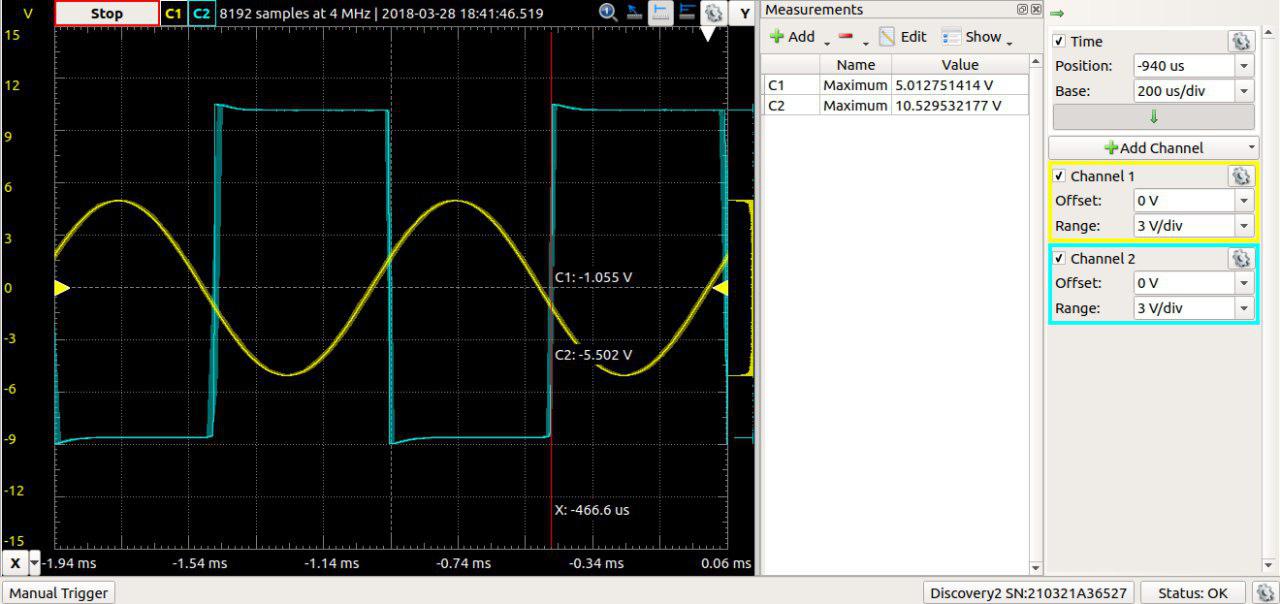 V Stop C1 C2 8192 samples at 4 MHz | 2018-03-28 18:41:46.519 Y
15
12
9
6
3
0
-3
-6
-9
-12
-15
C1: -1.055 V
C2: -5.502 V
X: -466.6 us
X -1.94 ms -1.54 ms -1.14 ms -0.74 ms -0.34 ms 0.06 ms
Measurements
Add Edit Show
Name Value
C1 Maximum 5.012751414 V
C2 Maximum 10.529532177 V
Time
Position: -940 us
Base: 200 us/div
Add Channel
Channel 1
Offset: 0 V
Range: 3 V/div
Channel 2
Offset: 0 V
Range: 3 V/div
Manual Trigger Discovery2 SN:210321A36527 Status: OK